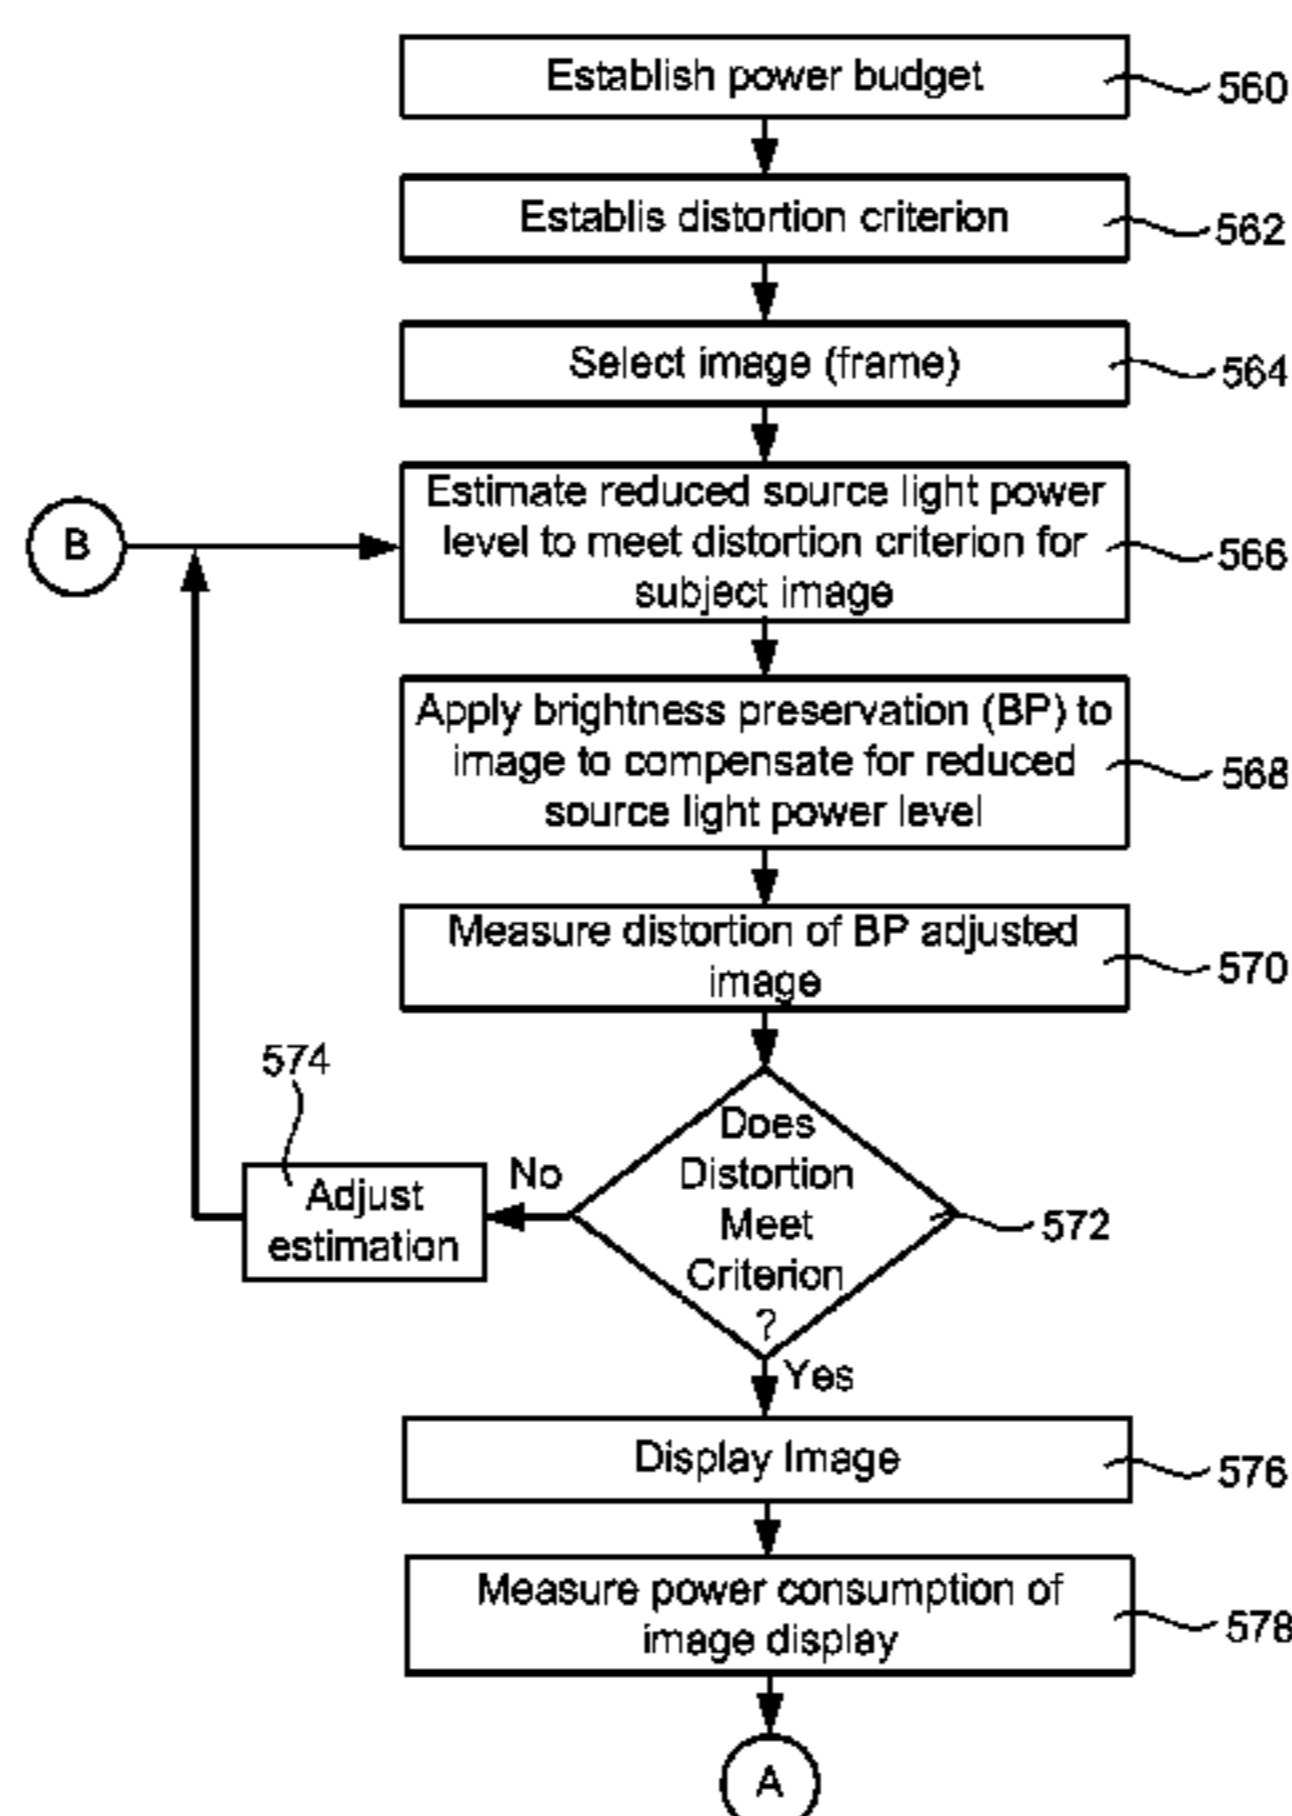 Establish power budget
560
Establis distortion criterion
562
Select image (frame)
564
Estimate reduced source light power
level to meet distortion criterion for
subject image
566
B
Apply brightness preservation (BP) to
image to compensate for reduced
source light power level
568
Measure distortion of BP adjusted
image
570
574
Does
Distortion
Meet
Criterion
?
572
No
Adjust
estimation
Yes
Display Image
576
Measure power consumption of
image display
578
A